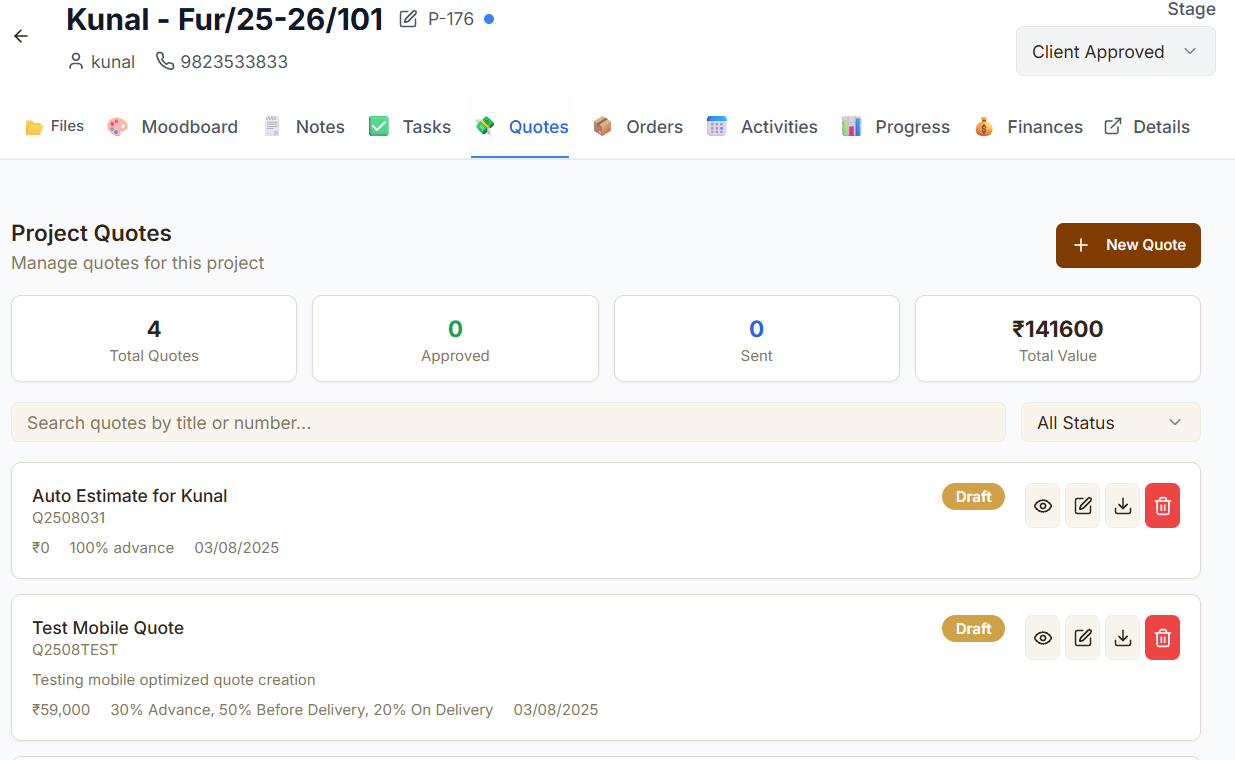 Kunal - Fur/25-26/101 P-176
Stage
kunal 9823533833
Client Approved
Files Moodboard Notes Tasks Quotes Orders Activities Progress Finances Details
Project Quotes
Manage quotes for this project
New Quote
4
Total Quotes
0
Approved
0
Sent
₹141600
Total Value
Search quotes by title or number...
All Status
Auto Estimate for Kunal
Draft
Q2508031
₹0 100% advance 03/08/2025
Test Mobile Quote
Draft
Q2508TEST
Testing mobile optimized quote creation
₹59,000 30% Advance, 50% Before Delivery, 20% On Delivery 03/08/2025